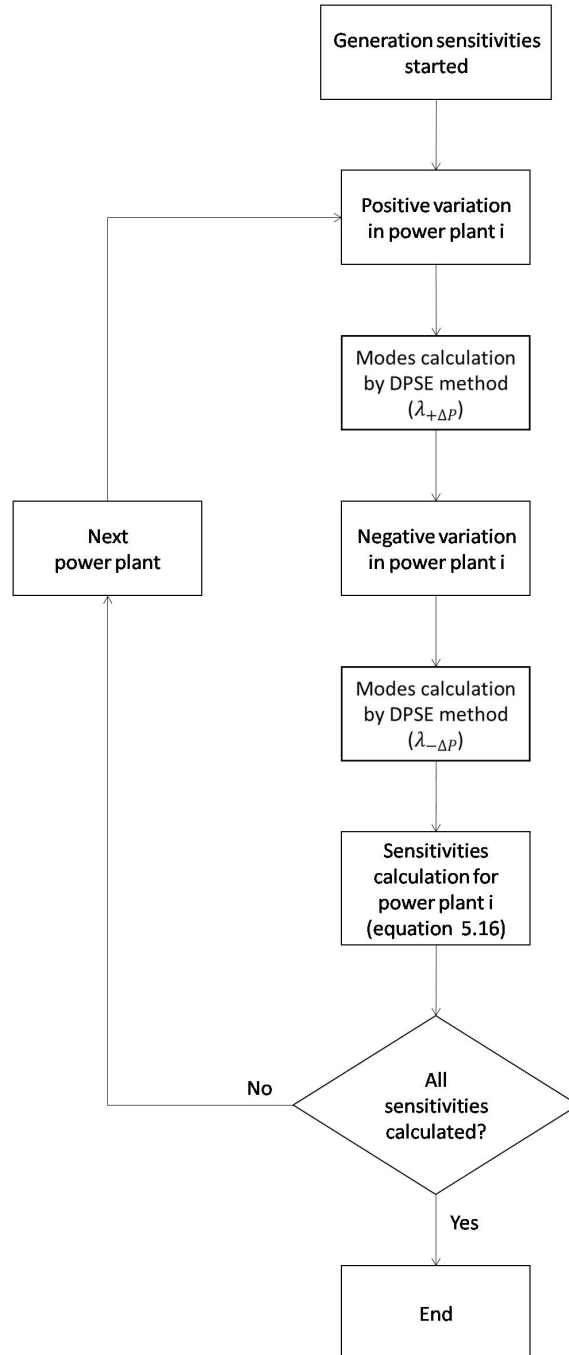 Generation sensitivities
started
Positive variation
in power plant i
Modes calculation
by DPSE method
(λ₊ΔP)
Next
power plant
Negative variation
in power plant i
Modes calculation
by DPSE method
(λ₋ΔP)
Sensitivities
calculation for
power plant i
(equation 5.16)
No
All
sensitivities
calculated?
Yes
End